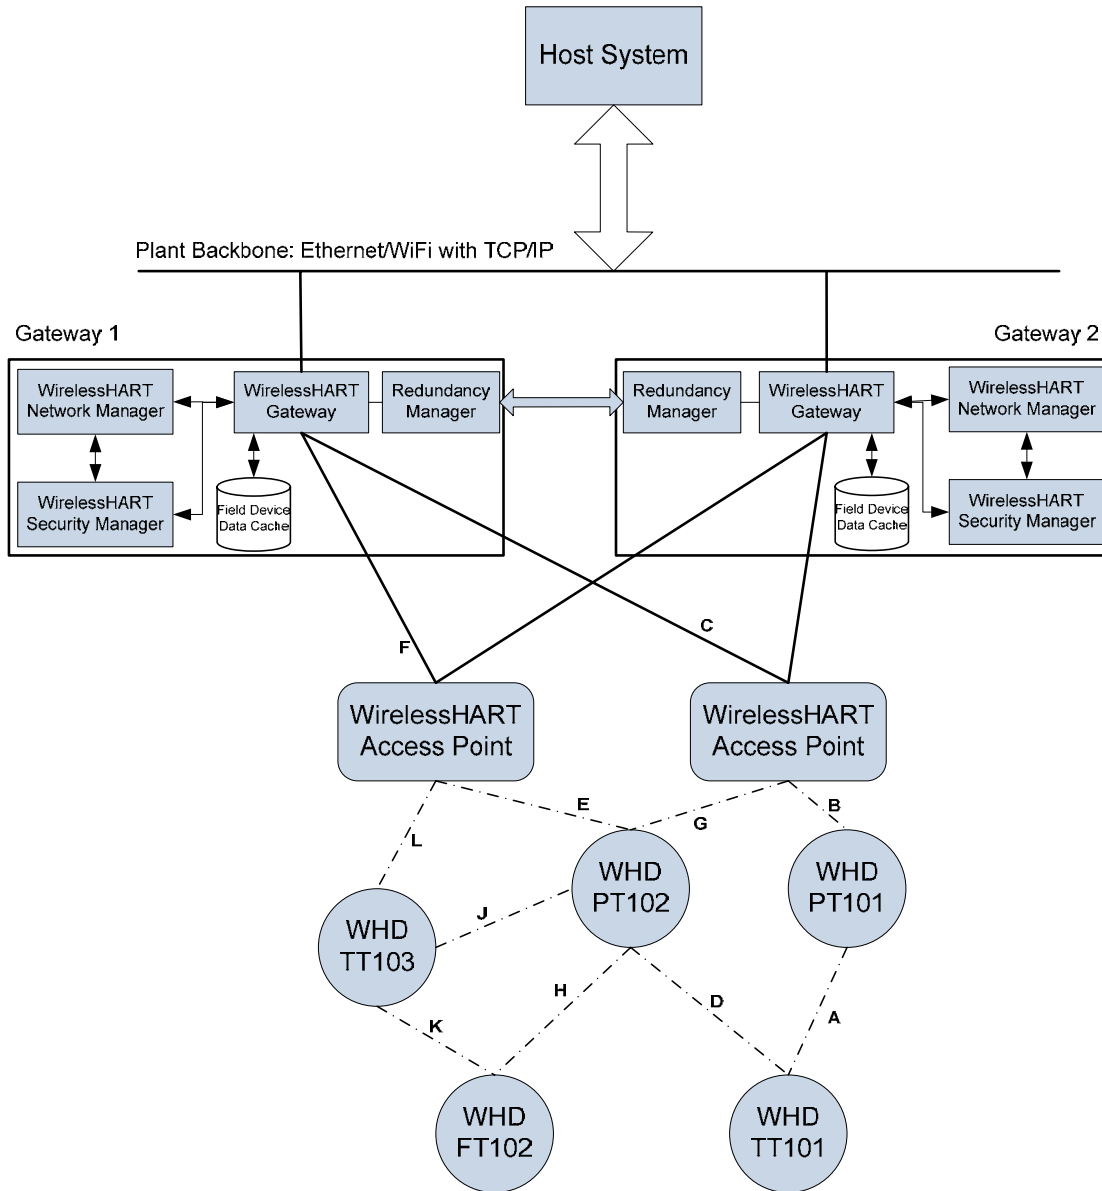 Host System
Plant Backbone: Ethernet/WiFi with TCP/IP
Gateway 1
Gateway 2
WirelessHART
Network Manager
WirelessHART
Gateway
Redundancy
Manager
Redundancy
Manager
WirelessHART
Gateway
WirelessHART
Network Manager
WirelessHART
Security Manager
Field Device
Data Cache
Field Device
Data Cache
WirelessHART
Security Manager
F
C
WirelessHART
Access Point
WirelessHART
Access Point
E
G
B
L
WHD
PT102
WHD
PT101
J
WHD
TT103
H
D
A
K
WHD
FT102
WHD
TT101